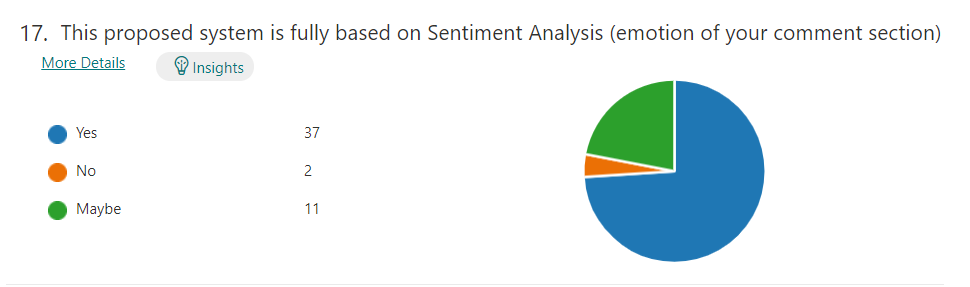 17. This proposed system is fully based on Sentiment Analysis (emotion of your comment section)
More Details Insights
Yes 37
No 2
Maybe 11